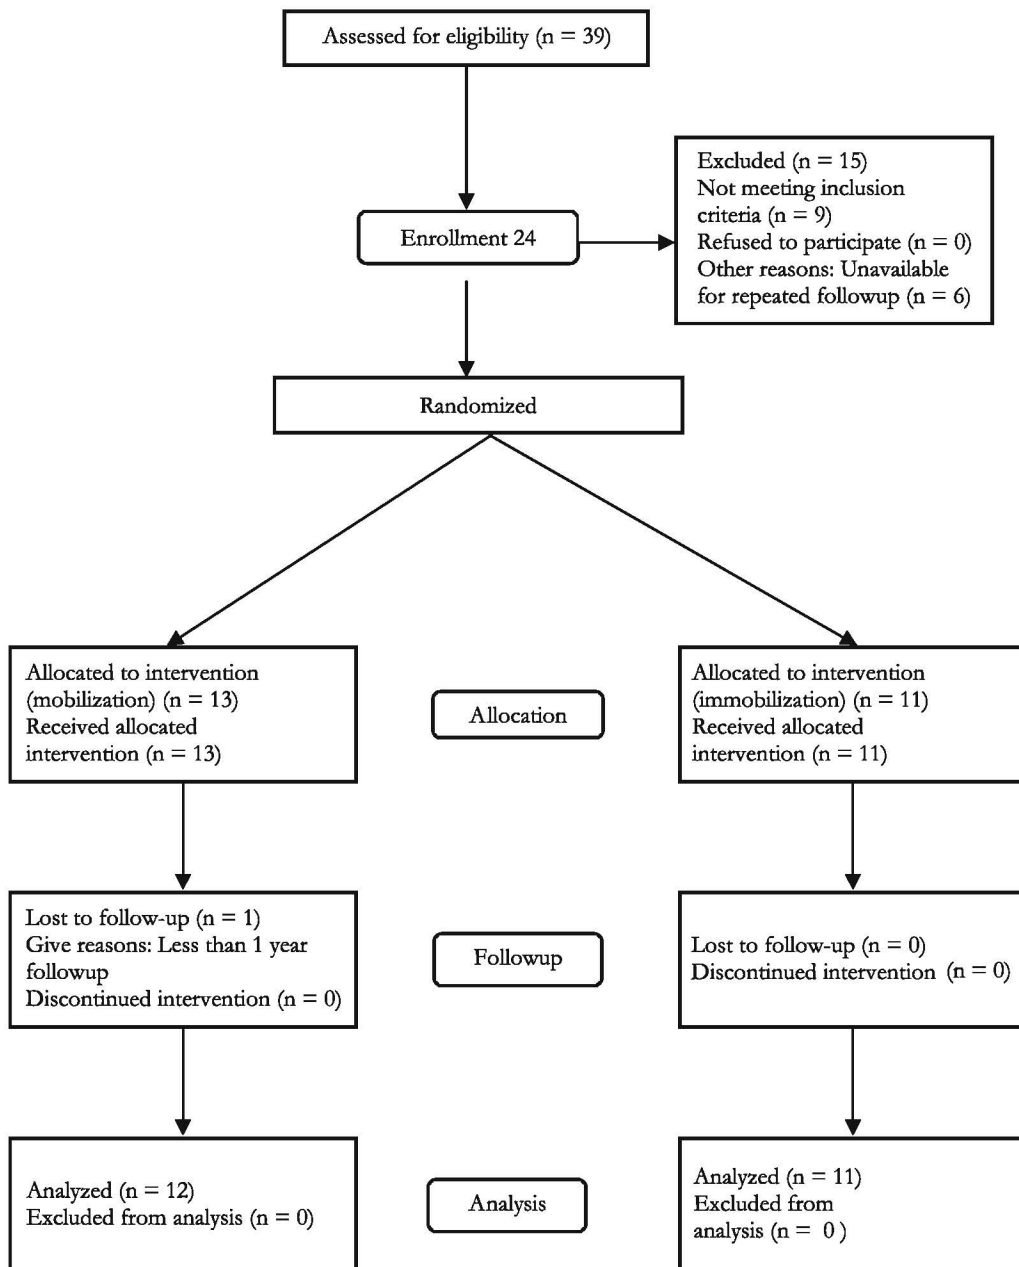 Assessed for eligibility (n = 39)
Excluded (n = 15)
Not meeting inclusion
criteria (n = 9)
Refused to participate (n = 0)
Other reasons: Unavailable
for repeated followup (n = 6)
Enrollment 24
Randomized
Allocated to intervention
(mobilization) (n = 13)
Received allocated
intervention (n = 13)
Allocation
Allocated to intervention
(immobilization) (n = 11)
Received allocated
intervention (n = 11)
Lost to follow-up (n = 1)
Give reasons: Less than 1 year
followup
Discontinued intervention (n = 0)
Followup
Lost to follow-up (n = 0)
Discontinued intervention (n = 0)
Analyzed (n = 12)
Excluded from analysis (n = 0)
Analysis
Analyzed (n = 11)
Excluded from
analysis (n = 0 )